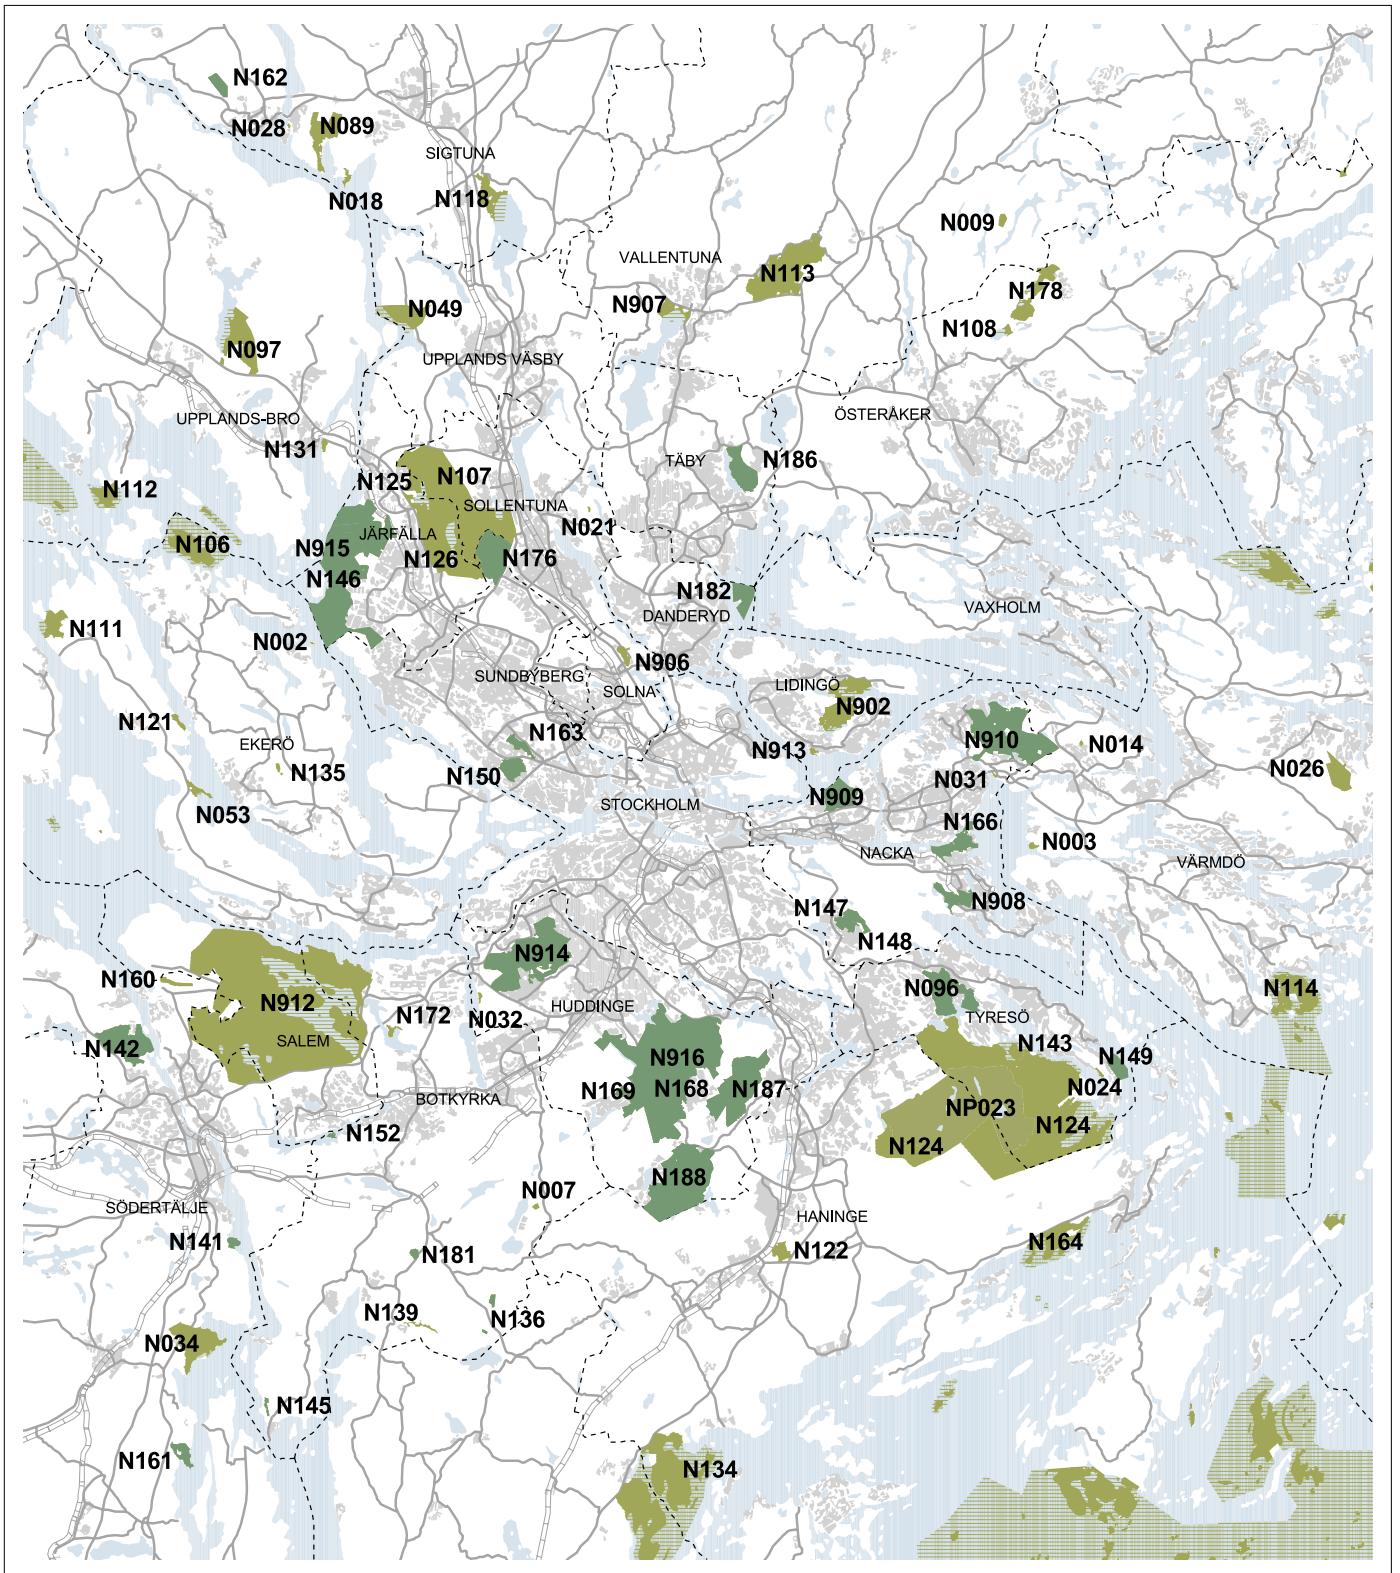 N162
N028
N089
SIGTUNA
N018
N118
N009
VALLENTUNA
N113
N178
N907
N049
N108
N097
UPPLANDS VÄSBY
UPPLANDS-BRO
ÖSTERÅKER
N131
TÄBY
N186
N125
N107
N112
SOLLENTUNA
N021
JÄRFÄLLA
N106
N915
N126
N176
N146
N182
VAXHOLM
DANDERYD
N111
N002
N906
SUNDBYBERG
SOLNA
LIDINGÖ
N902
N121
N163
N910
N014
EKERÖ
N913
N135
N150
N031
N026
N909
STOCKHOLM
N053
N166
N003
NACKA
VÄRMDÖ
N908
N147
N148
N914
N160
N096
N114
N912
HUDDINGE
N172
N032
TYRESÖ
SALEM
N142
N143
N916
N149
N169
N168
N187
N024
BOTKYRKA
NP023
N124
N152
N124
N188
N007
SÖDERTÄLJE
HANINGE
N141
N164
N181
N122
N139
N136
N034
N145
N161
N134